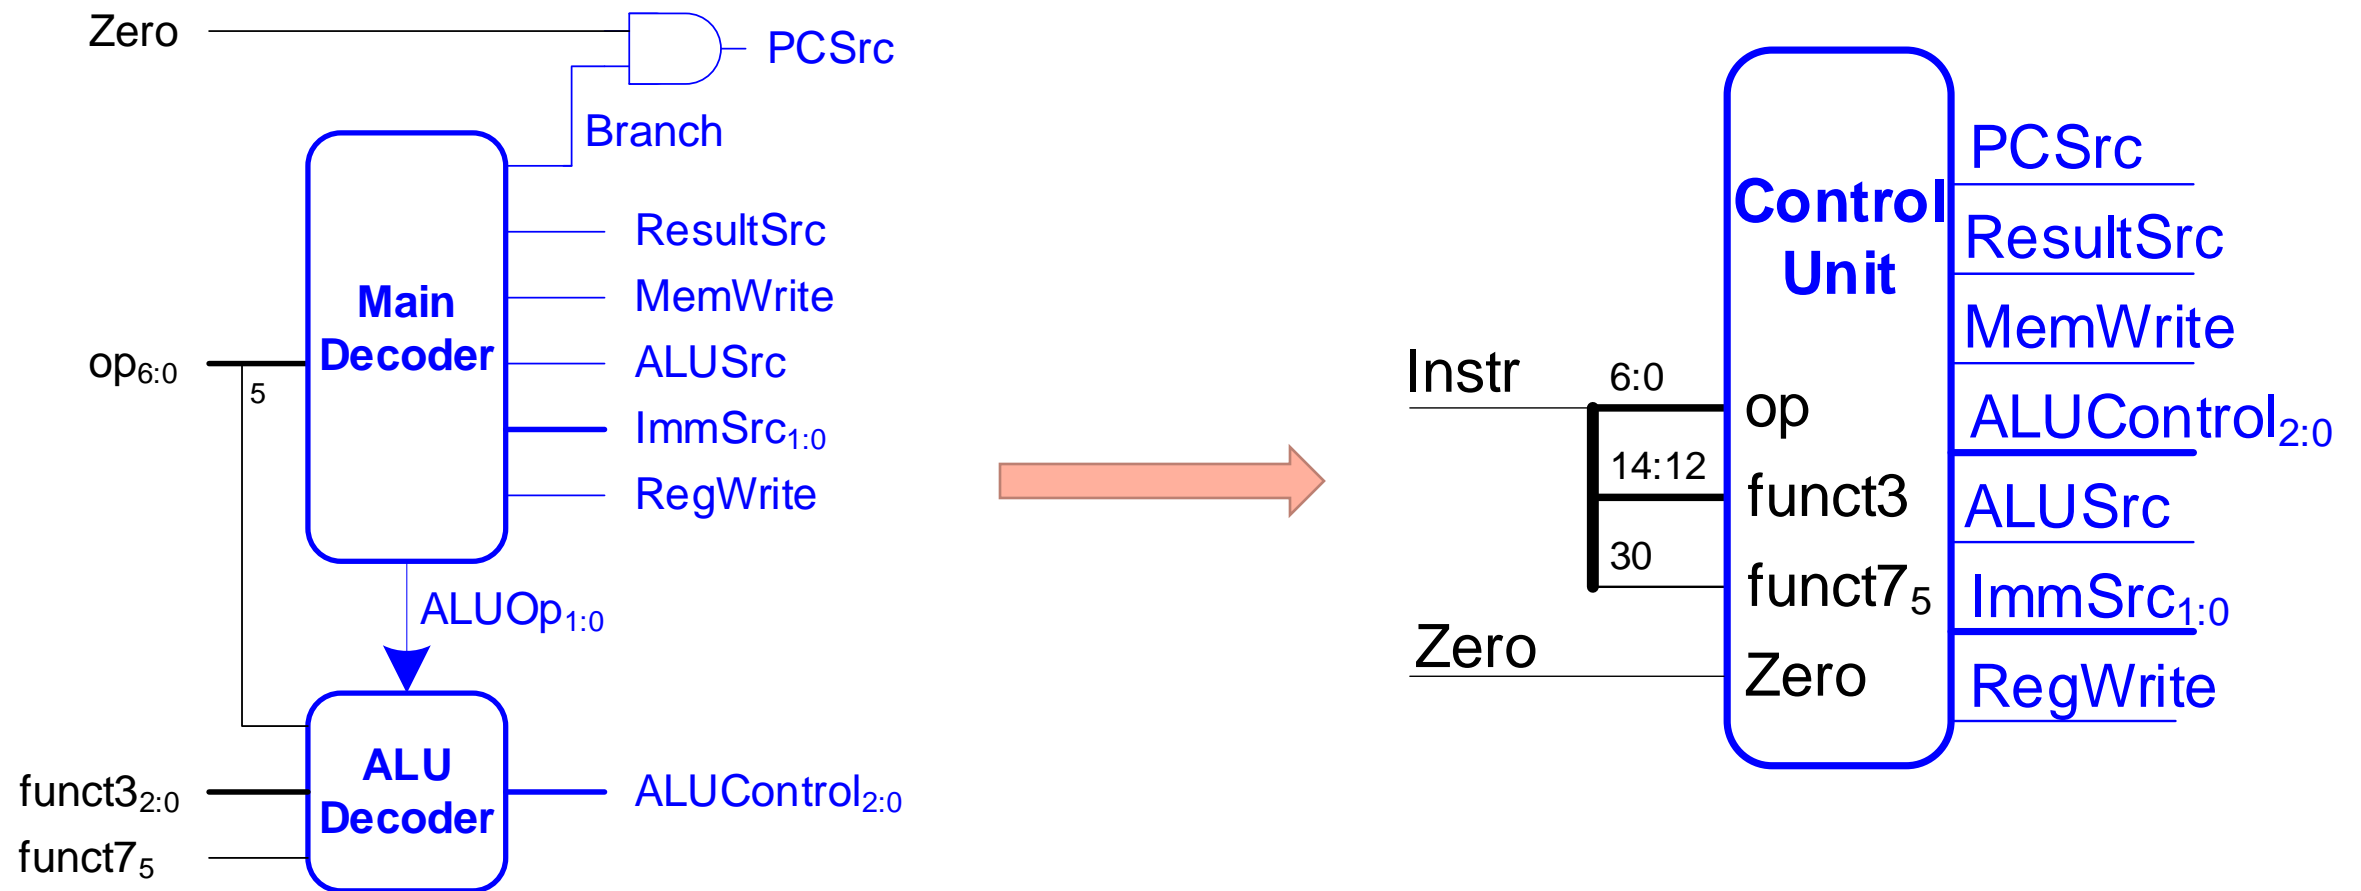 Zero
PCSrc
Branch
ResultSrc
MemWrite
ALUSrc
ImmSrc1:0
RegWrite
Main
Decoder
op6:0
5
ALUOp1:0
ALU
Decoder
funct32:0
funct75
ALUControl2:0
Control
Unit
Instr
6:0
op
14:12
funct3
30
funct75
Zero
Zero
PCSrc
ResultSrc
MemWrite
ALUControl2:0
ALUSrc
ImmSrc1:0
RegWrite